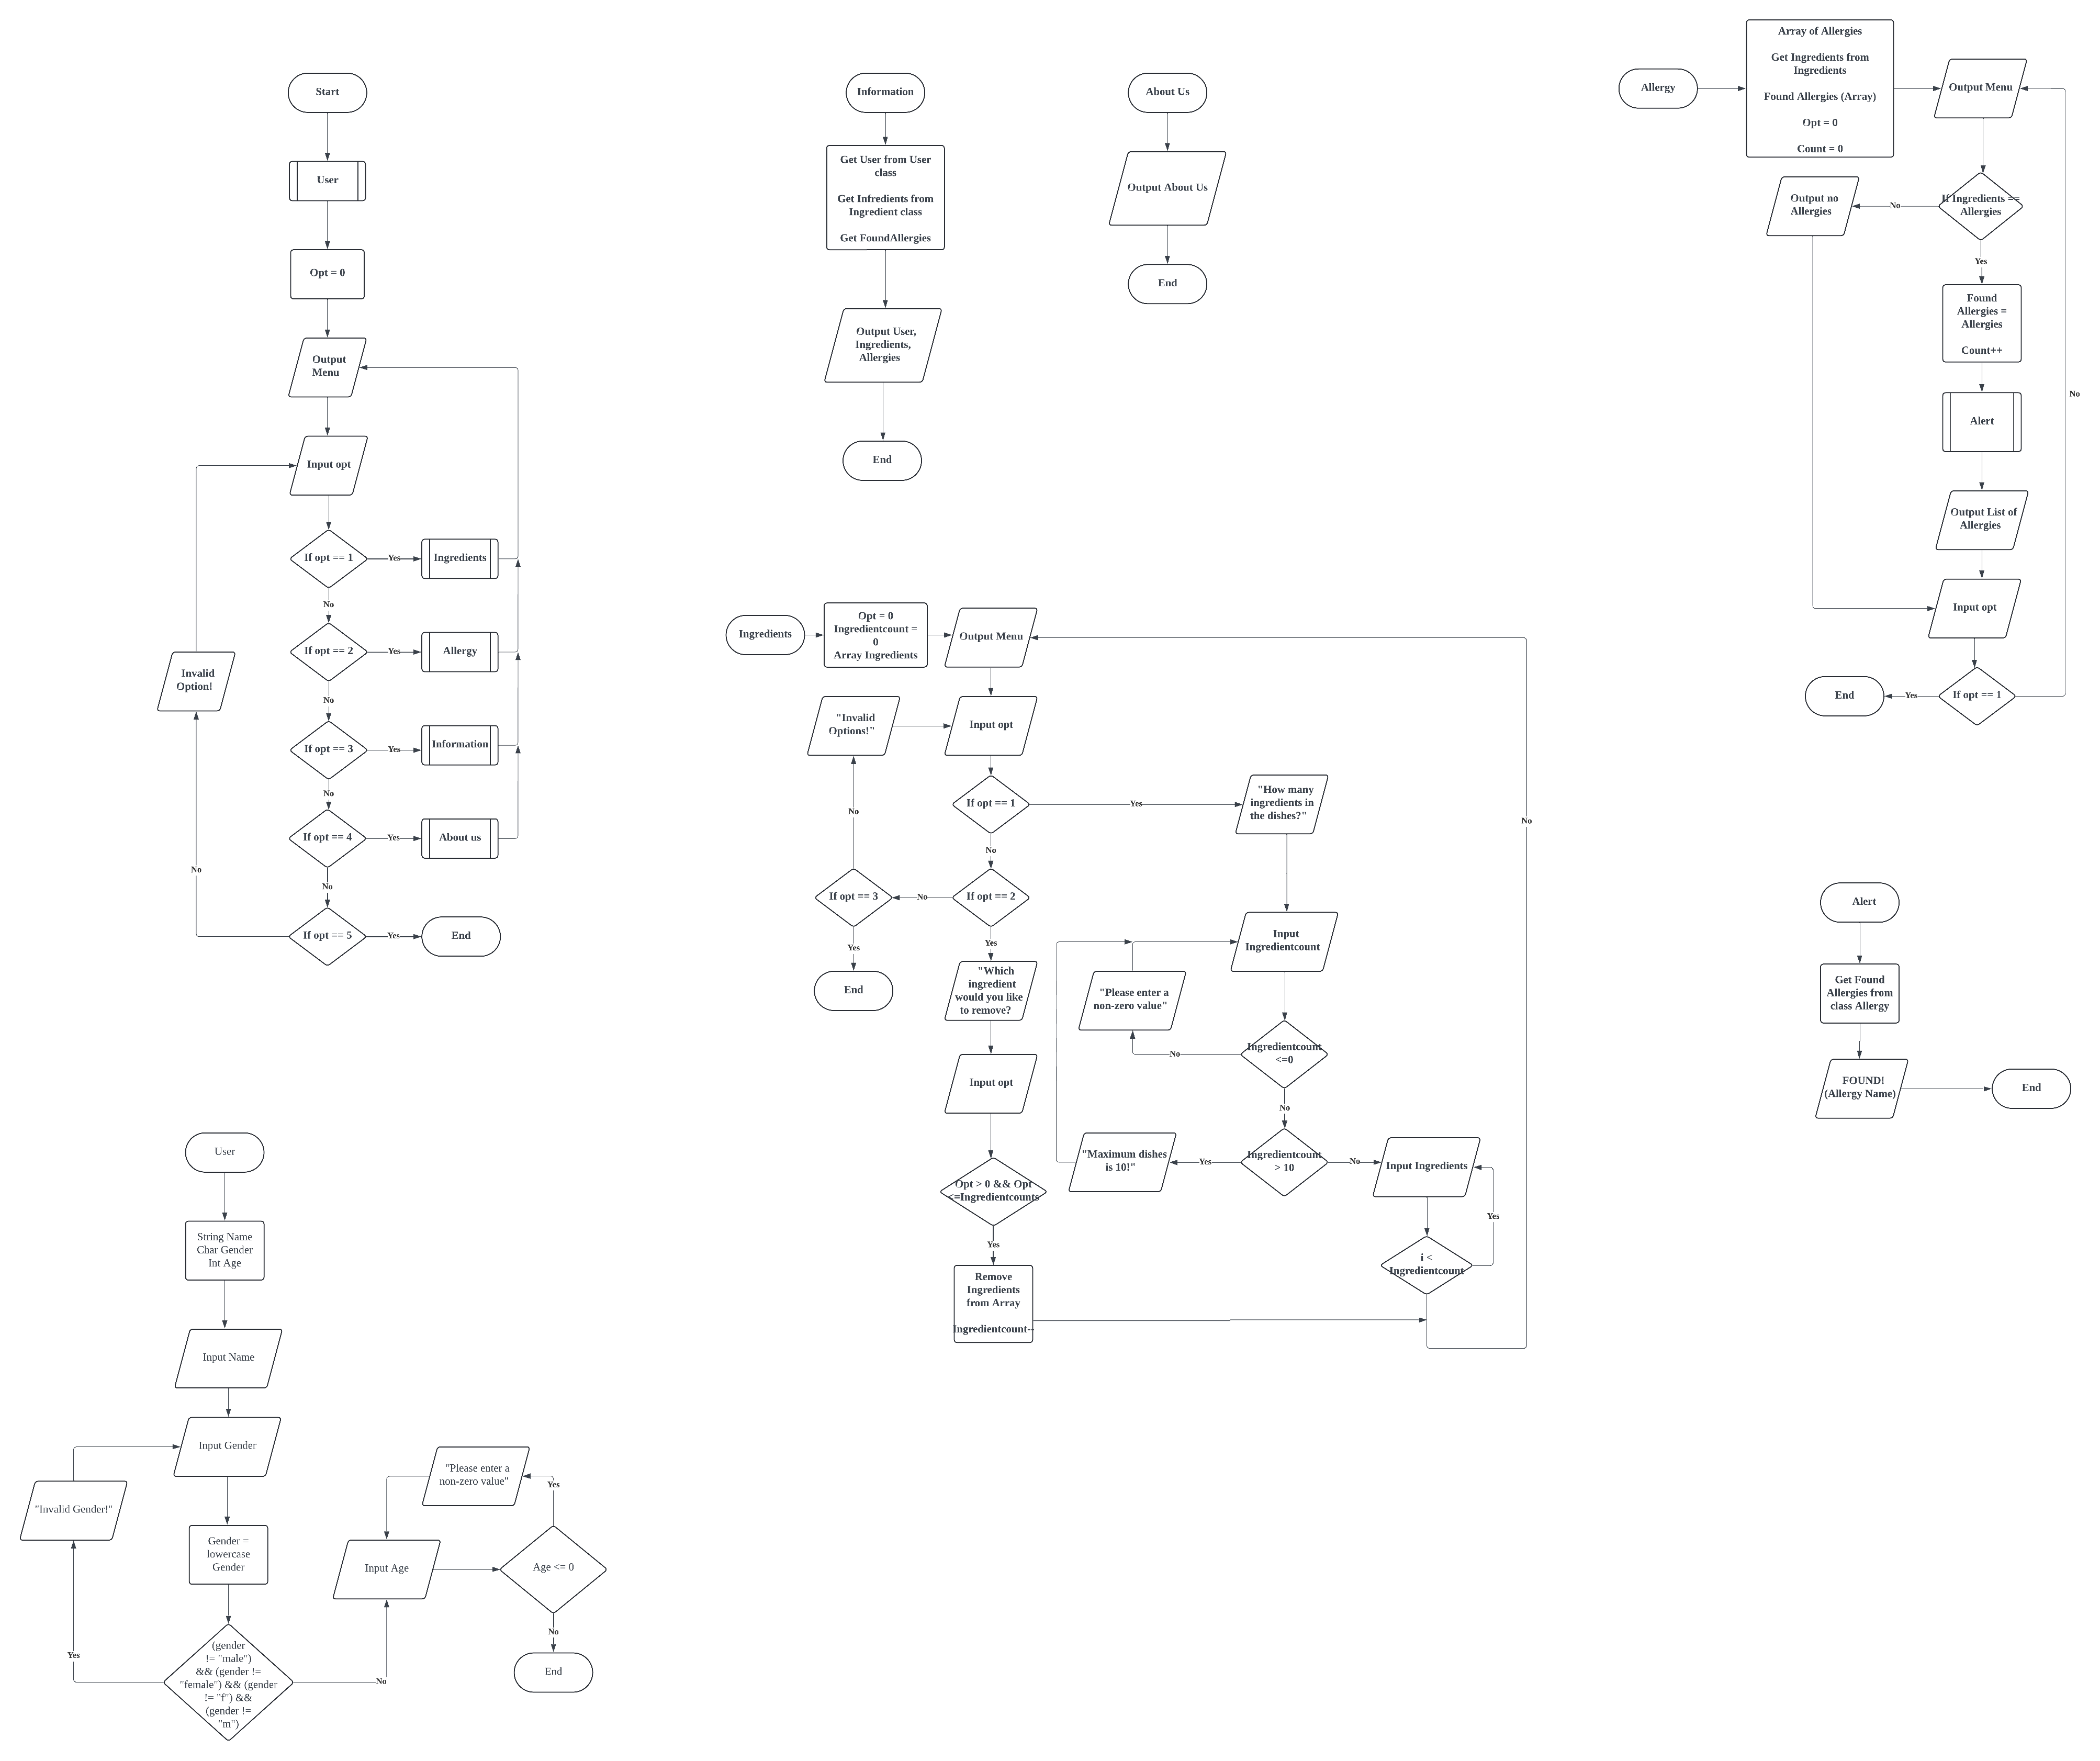 Start
User
Opt = 0
Output
Menu
Input opt
If opt == 1
Yes
Ingredients
No
If opt == 2
Yes
Allergy
No
Invalid
Option!
If opt == 3
Yes
Information
No
If opt == 4
Yes
About us
No
No
If opt == 5
Yes
End
User
String Name
Char Gender
Int Age
Input Name
Input Gender
"Invalid Gender!"
Gender =
lowercase
Gender
(gender
!= "male")
&& (gender !=
"female") && (gender
!= "f") &&
(gender !=
"m")
Yes
No
Input Age
"Please enter a
non-zero value"
Yes
Age <= 0
No
End
Information
Get User from User
class
Get Infredients from
Ingredient class
Get FoundAllergies
Output User,
Ingredients,
Allergies
End
About Us
Output About Us
End
Ingredients
Opt = 0
Ingredientcount =
0
Array Ingredients
Output Menu
"Invalid
Options!"
Input opt
If opt == 1
Yes
"How many
ingredients in
the dishes?"
No
No
No
If opt == 3
No
If opt == 2
Yes
End
Yes
"Which
ingredient
would you like
to remove?
Input opt
Opt > 0 && Opt
<=Ingredientcounts
Yes
Remove
Ingredients
from Array
Ingredientcount--
Input
Ingredientcount
"Please enter a
non-zero value"
No
Ingredientcount
<=0
No
"Maximum dishes
is 10!"
Yes
Ingredientcount
> 10
No
Input Ingredients
Yes
i <
Ingredientcount
Allergy
Array of Allergies
Get Ingredients from
Ingredients
Found Allergies (Array)
Opt = 0
Count = 0
Output Menu
Output no
Allergies
No
If Ingredients ==
Allergies
Yes
Found
Allergies =
Allergies
Count++
No
Alert
Output List of
Allergies
Input opt
End
Yes
If opt == 1
Alert
Get Found
Allergies from
class Allergy
FOUND!
(Allergy Name)
End